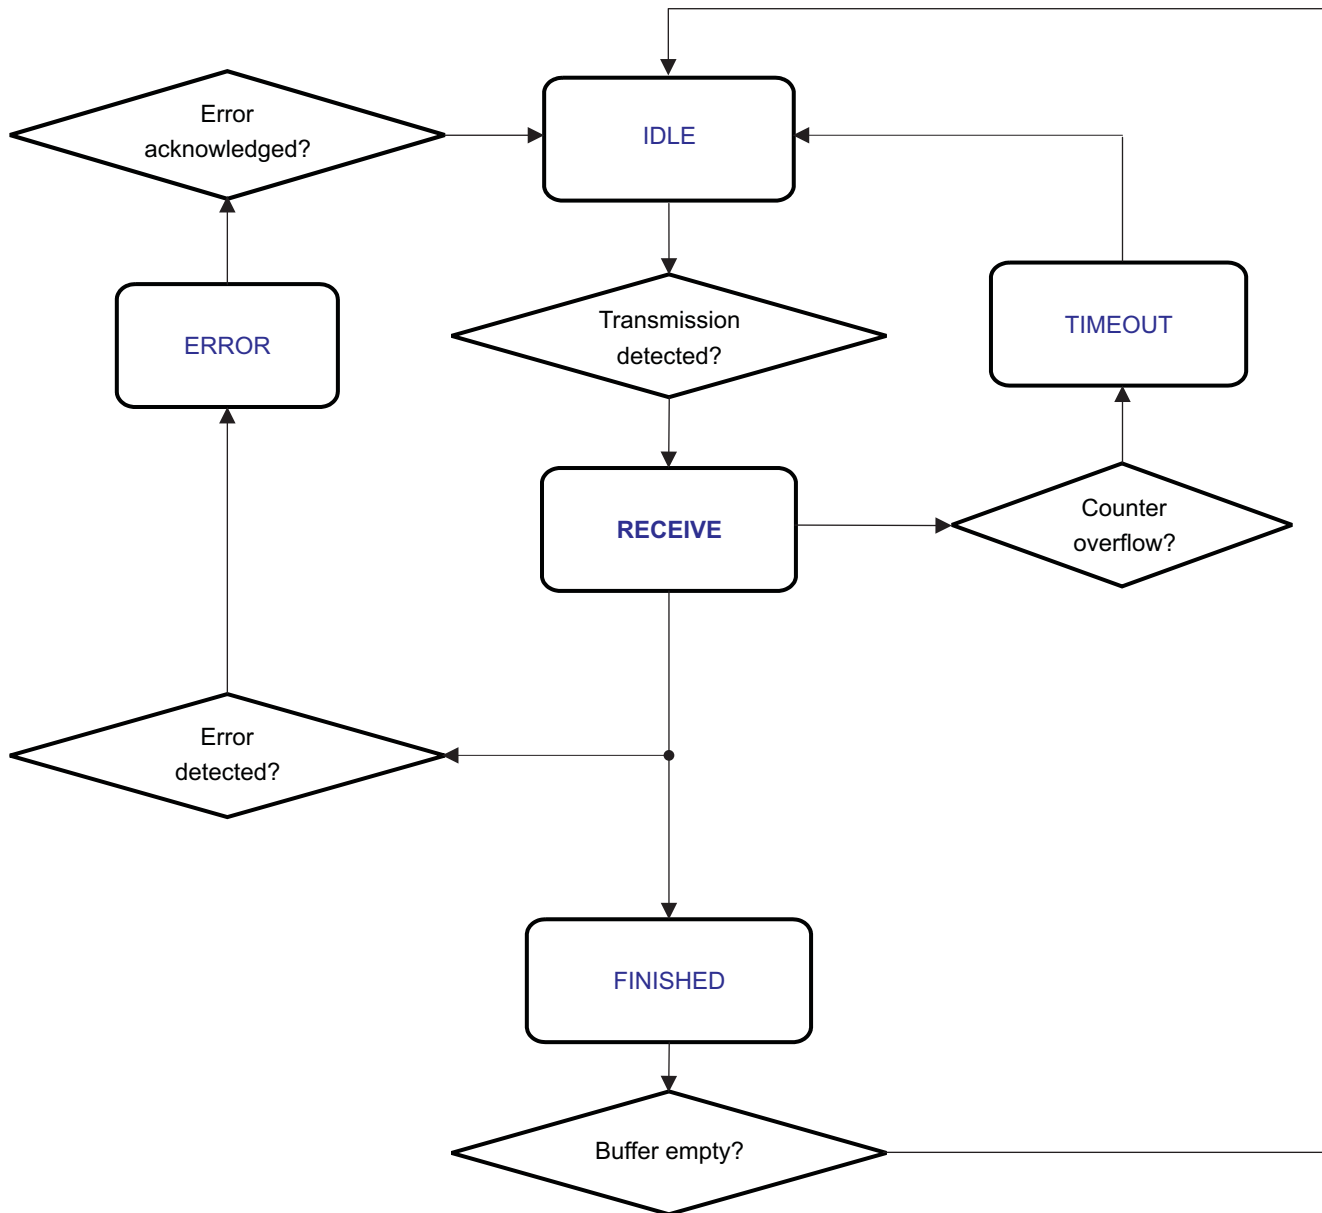 Error
acknowledged?
IDLE
Transmission
detected?
TIMEOUT
ERROR
RECEIVE
Counter
overflow?
Error
detected?
FINISHED
Buffer empty?